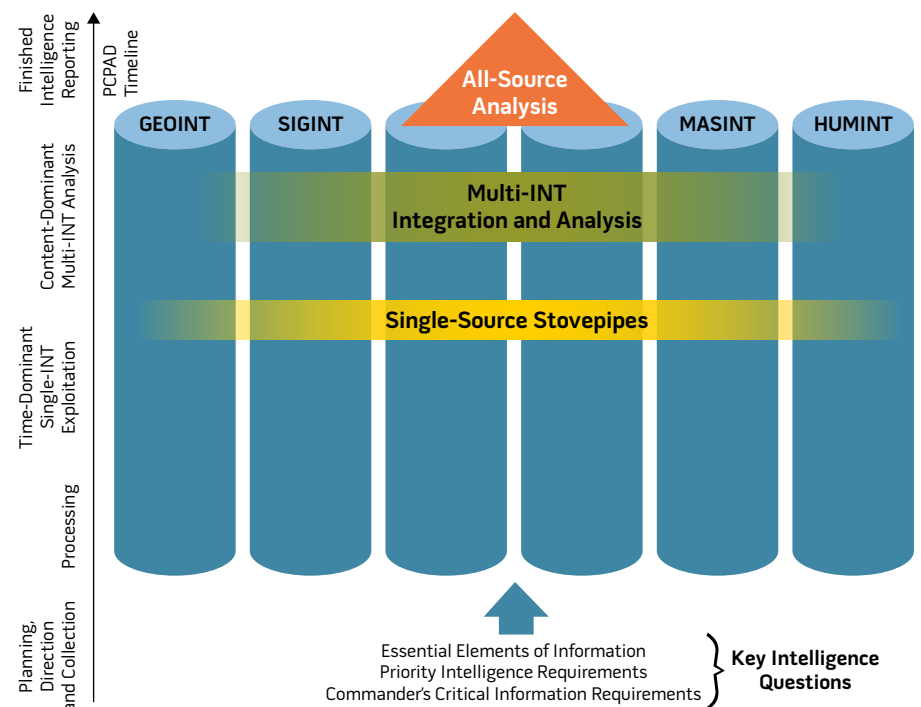 Finished
Intelligence
Reporting
PCPAD
Timeline
All-Source
Analysis
GEOINT
SIGINT
MASINT
HUMINT
Content-Dominant
Multi-INT Analysis
Multi-INT
Integration and Analysis
Single-Source Stovepipes
Time-Dominant
Single-INT
Exploitation
Processing
Planning,
Direction
and Collection
Essential Elements of Information
Priority Intelligence Requirements
Commander's Critical Information Requirements
Key Intelligence
Questions